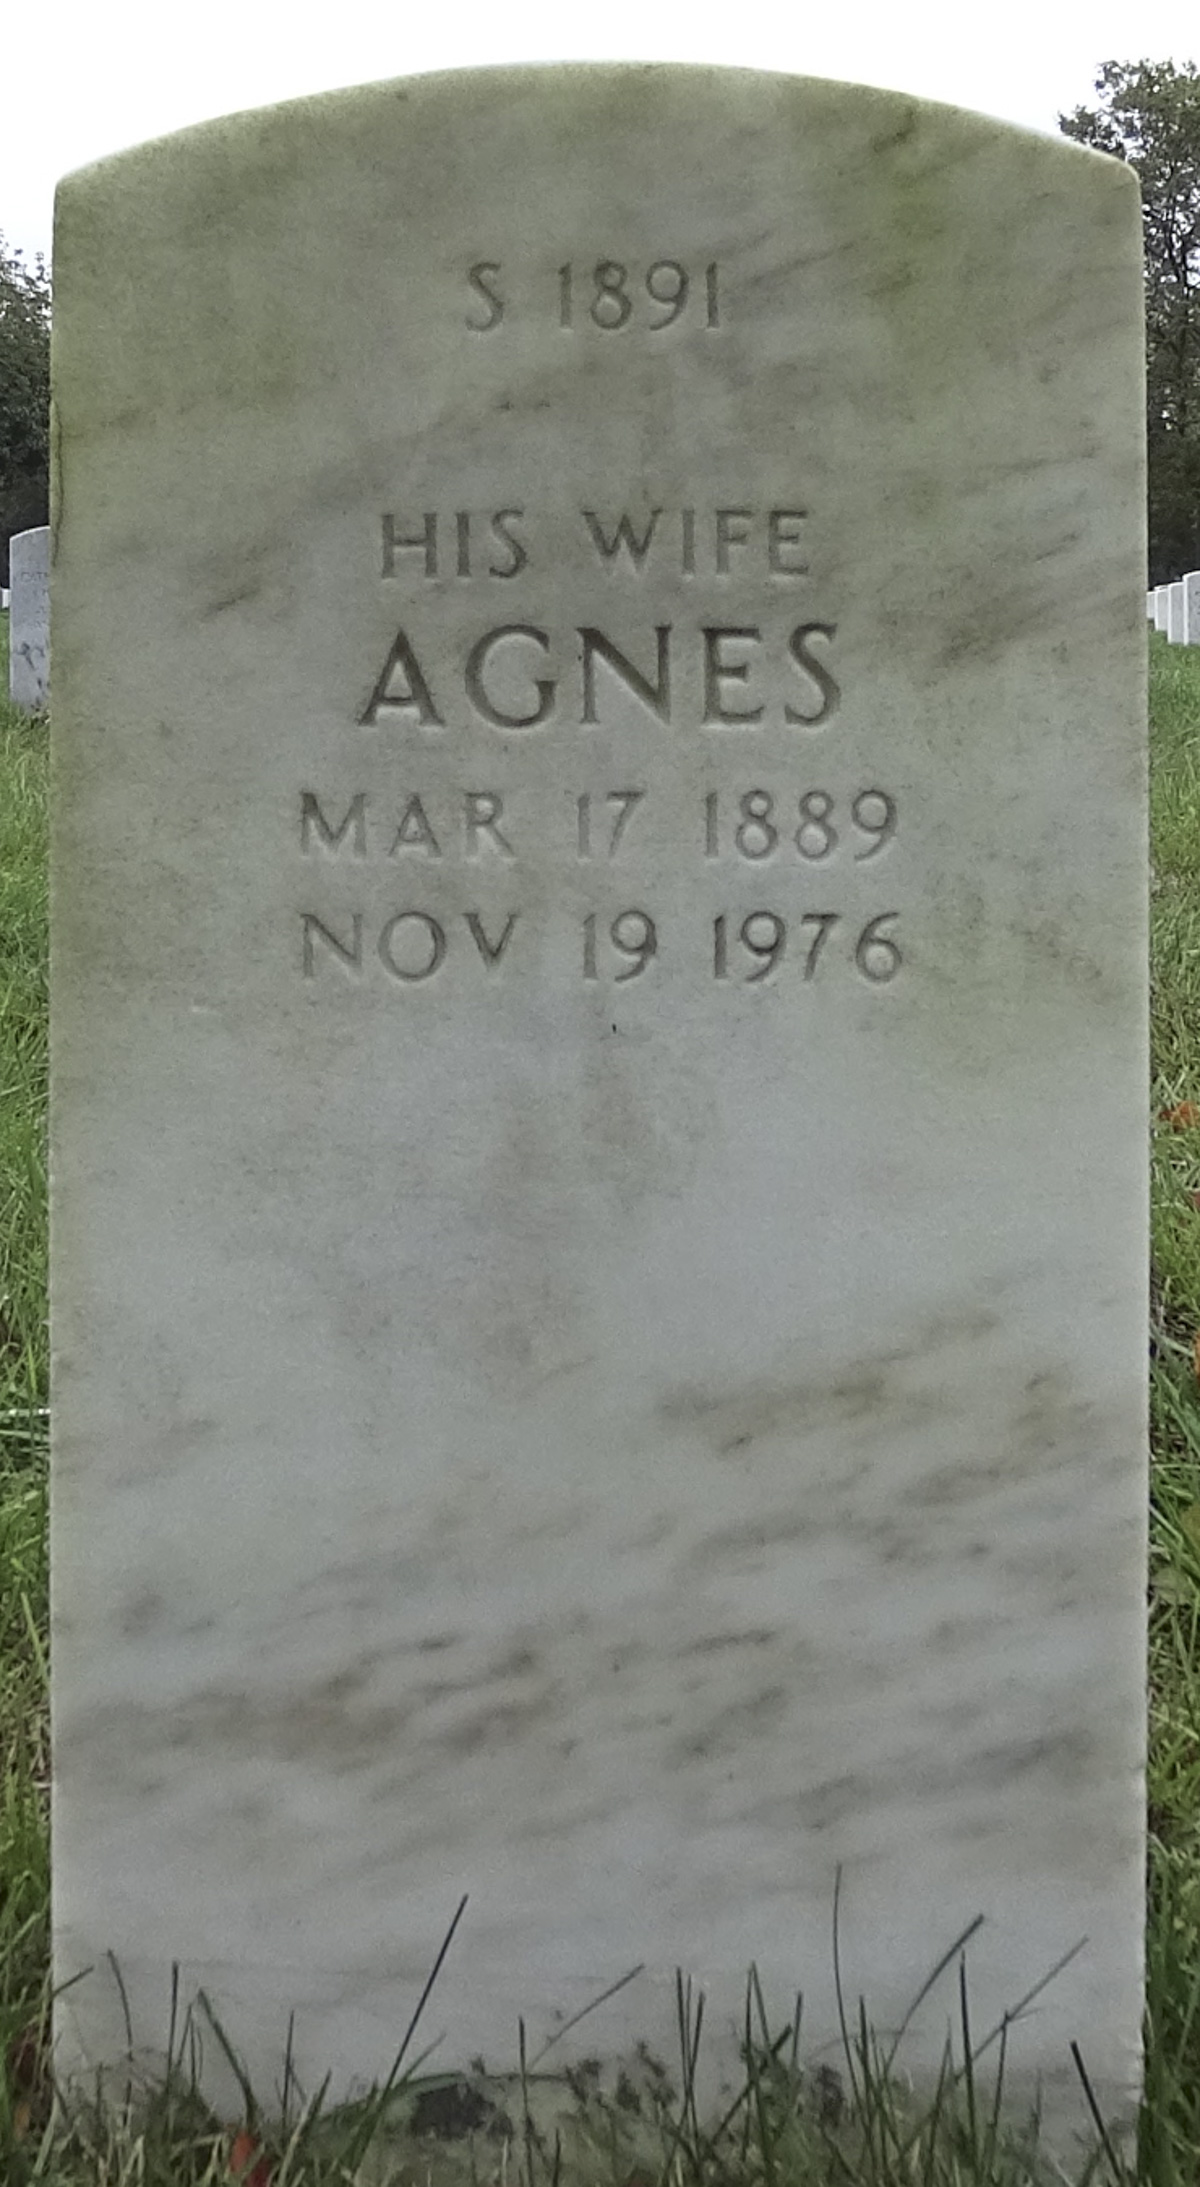 S 1891
HIS WIFE
AGNES
MAR 17 1889
NOV 19 1976